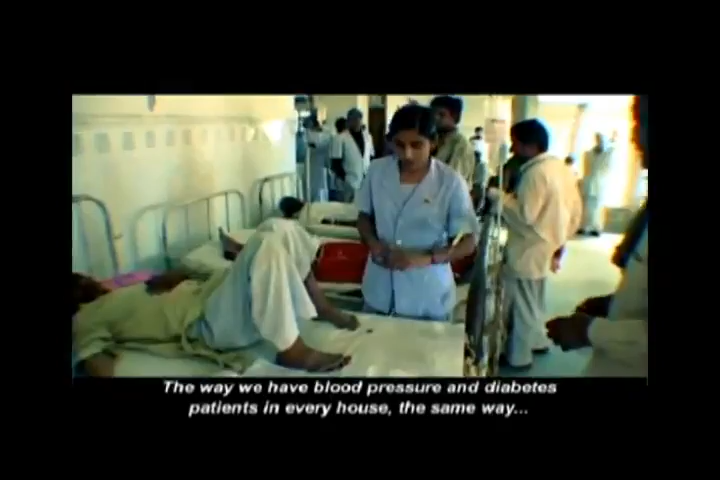 The way we have blood pressure and diabetes
patients in every house, the same way...